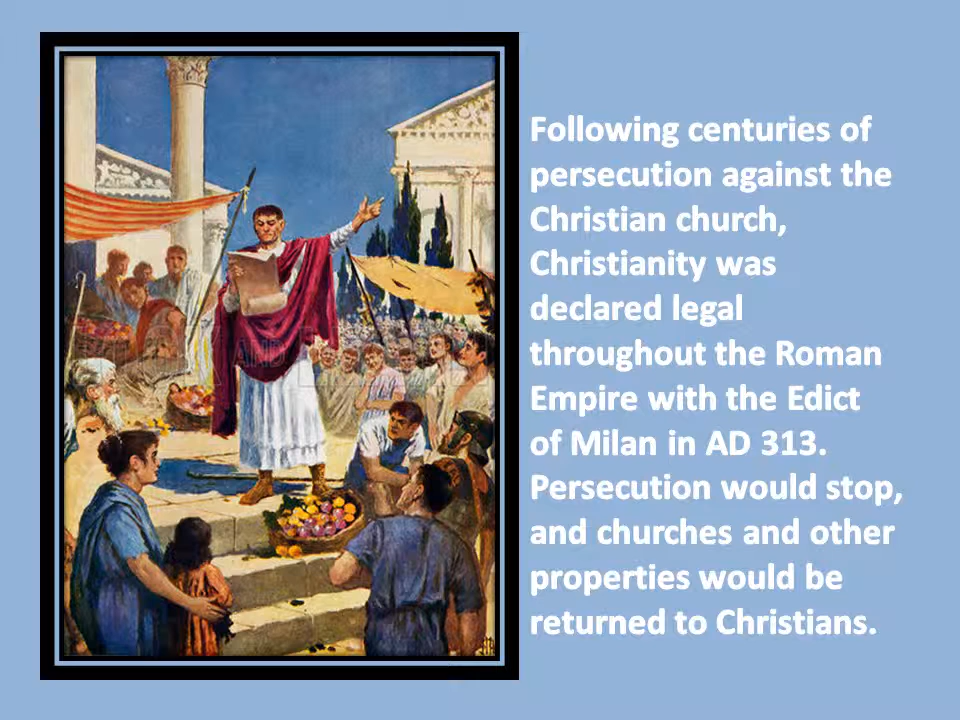 Following centuries of
persecution against the
Christian church,
Christianity was
declared legal
throughout the Roman
Empire with the Edict
of Milan in AD 313.
Persecution would stop,
and churches and other
properties would be
returned to Christians.